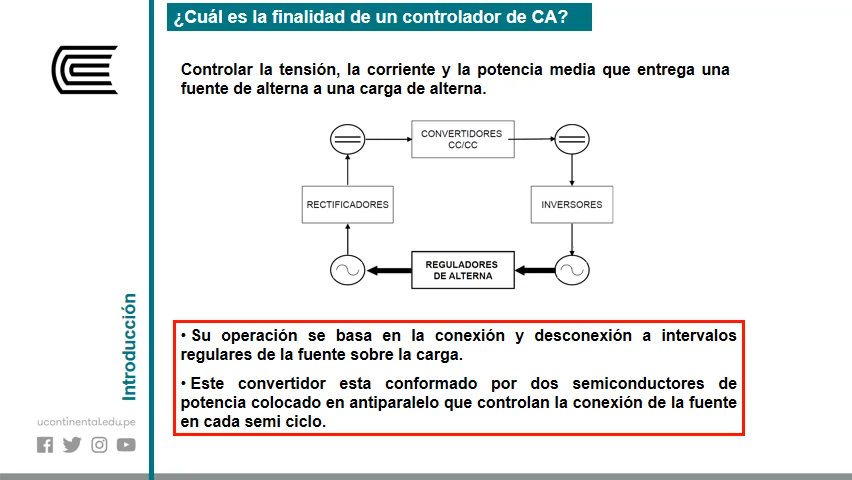 ¿Cuál es la finalidad de un controlador de CA?
Controlar la tensión, la corriente y la potencia media que entrega una
fuente de alterna a una carga de alterna.
CONVERTIDORES
CC/CC
RECTIFICADORES
INVERSORES
REGULADORES
DE ALTERNA
• Su operación se basa en la conexión y desconexión a intervalos
regulares de la fuente sobre la carga.
• Este convertidor esta conformado por dos semiconductores de
potencia colocado en antiparalelo que controlan la conexión de la fuente
en cada semi ciclo.
Introducción
ucontinental.edu.pe